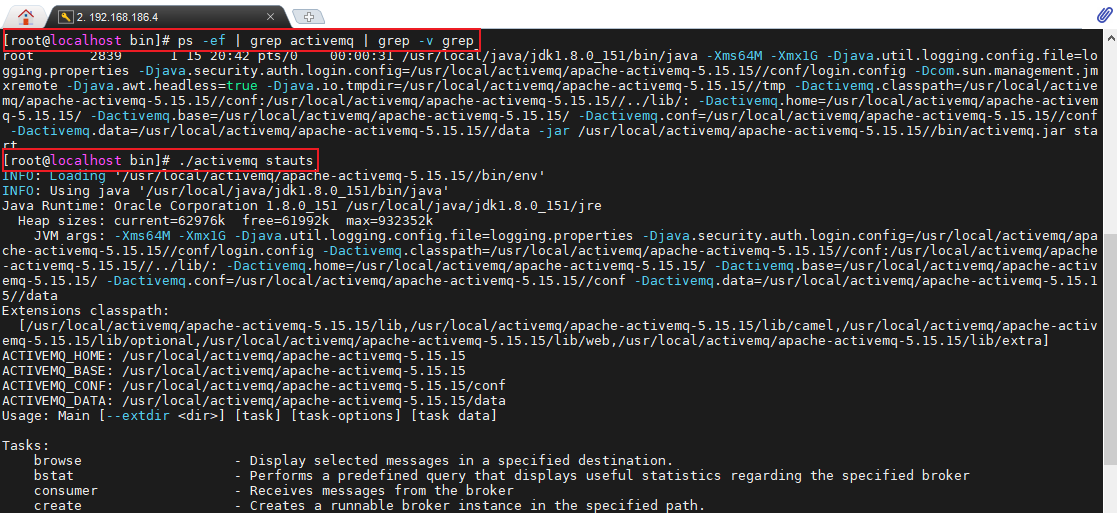 2. 192.168.186.4
[root@localhost bin]# ps -ef | grep activemq | grep -v grep
root      2839      1 15 20:42 pts/0    00:00:31 /usr/local/java/jdk1.8.0_151/bin/java -Xms64M -Xmx1G -Djava.util.logging.config.file=lo
gging.properties -Djava.security.auth.login.config=/usr/local/activemq/apache-activemq-5.15.15//conf/login.config -Dcom.sun.management.jm
xremote -Djava.awt.headless=true -Djava.io.tmpdir=/usr/local/activemq/apache-activemq-5.15.15//tmp -Dactivemq.classpath=/usr/local/active
mq/apache-activemq-5.15.15//conf:/usr/local/activemq/apache-activemq-5.15.15//../lib/: -Dactivemq.home=/usr/local/activemq/apache-activem
q-5.15.15/ -Dactivemq.base=/usr/local/activemq/apache-activemq-5.15.15/ -Dactivemq.conf=/usr/local/activemq/apache-activemq-5.15.15//conf
 -Dactivemq.data=/usr/local/activemq/apache-activemq-5.15.15//data -jar /usr/local/activemq/apache-activemq-5.15.15//bin/activemq.jar sta
rt
[root@localhost bin]# ./activemq stauts
INFO: Loading '/usr/local/activemq/apache-activemq-5.15.15//bin/env'
INFO: Using java '/usr/local/java/jdk1.8.0_151/bin/java'
Java Runtime: Oracle Corporation 1.8.0_151 /usr/local/java/jdk1.8.0_151/jre
  Heap sizes: current=62976k  free=61992k  max=932352k
    JVM args: -Xms64M -Xmx1G -Djava.util.logging.config.file=logging.properties -Djava.security.auth.login.config=/usr/local/activemq/apa
che-activemq-5.15.15//conf/login.config -Dactivemq.classpath=/usr/local/activemq/apache-activemq-5.15.15//conf:/usr/local/activemq/apache
-activemq-5.15.15//../lib/: -Dactivemq.home=/usr/local/activemq/apache-activemq-5.15.15/ -Dactivemq.base=/usr/local/activemq/apache-activ
emq-5.15.15/ -Dactivemq.conf=/usr/local/activemq/apache-activemq-5.15.15//conf -Dactivemq.data=/usr/local/activemq/apache-activemq-5.15.1
5//data
Extensions classpath:
  [/usr/local/activemq/apache-activemq-5.15.15/lib,/usr/local/activemq/apache-activemq-5.15.15/lib/camel,/usr/local/activemq/apache-activ
emq-5.15.15/lib/optional,/usr/local/activemq/apache-activemq-5.15.15/lib/web,/usr/local/activemq/apache-activemq-5.15.15/lib/extra]
ACTIVEMQ_HOME: /usr/local/activemq/apache-activemq-5.15.15
ACTIVEMQ_BASE: /usr/local/activemq/apache-activemq-5.15.15
ACTIVEMQ_CONF: /usr/local/activemq/apache-activemq-5.15.15/conf
ACTIVEMQ_DATA: /usr/local/activemq/apache-activemq-5.15.15/data
Usage: Main [--extdir <dir>] [task] [task-options] [task data]
Tasks:
    browse                   - Display selected messages in a specified destination.
    bstat                    - Performs a predefined query that displays useful statistics regarding the specified broker
    consumer                 - Receives messages from the broker
    create                   - Creates a runnable broker instance in the specified path.